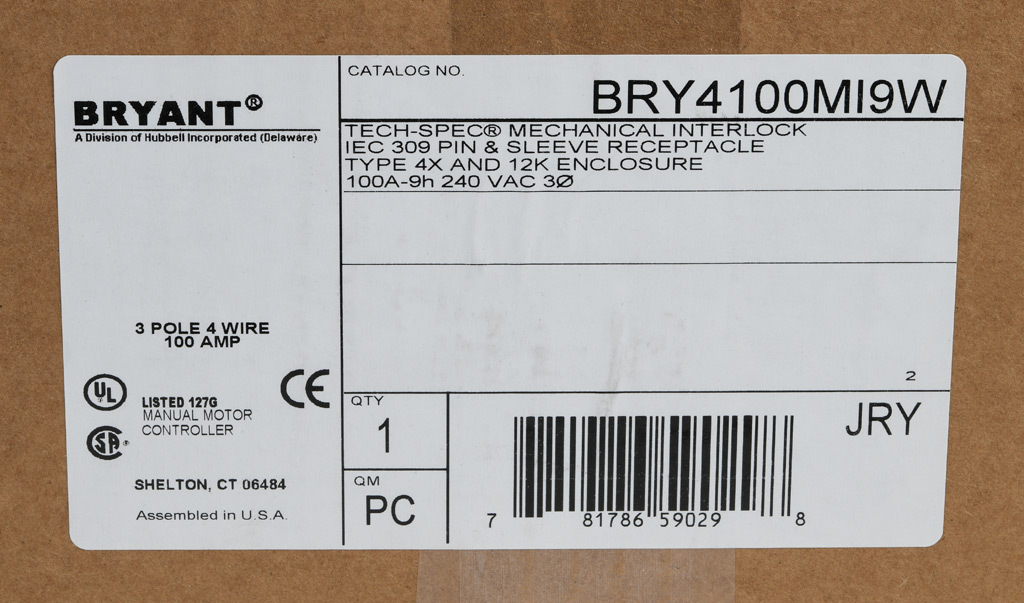 BRYANT®
A Division of Hubbell Incorporated (Delaware)
3 POLE 4 WIRE
100 AMP
UL
LISTED 127G
MANUAL MOTOR
CONTROLLER
CE
SA
SHELTON, CT 06484
Assembled in U.S.A.
CATALOG NO.
BRY4100MI9W
TECH-SPEC® MECHANICAL INTERLOCK
IEC 309 PIN & SLEEVE RECEPTACLE
TYPE 4X AND 12K ENCLOSURE
100A-9h 240 VAC 3Ø
2
QTY
1
QM
PC
JRY
7 81786 59029 8